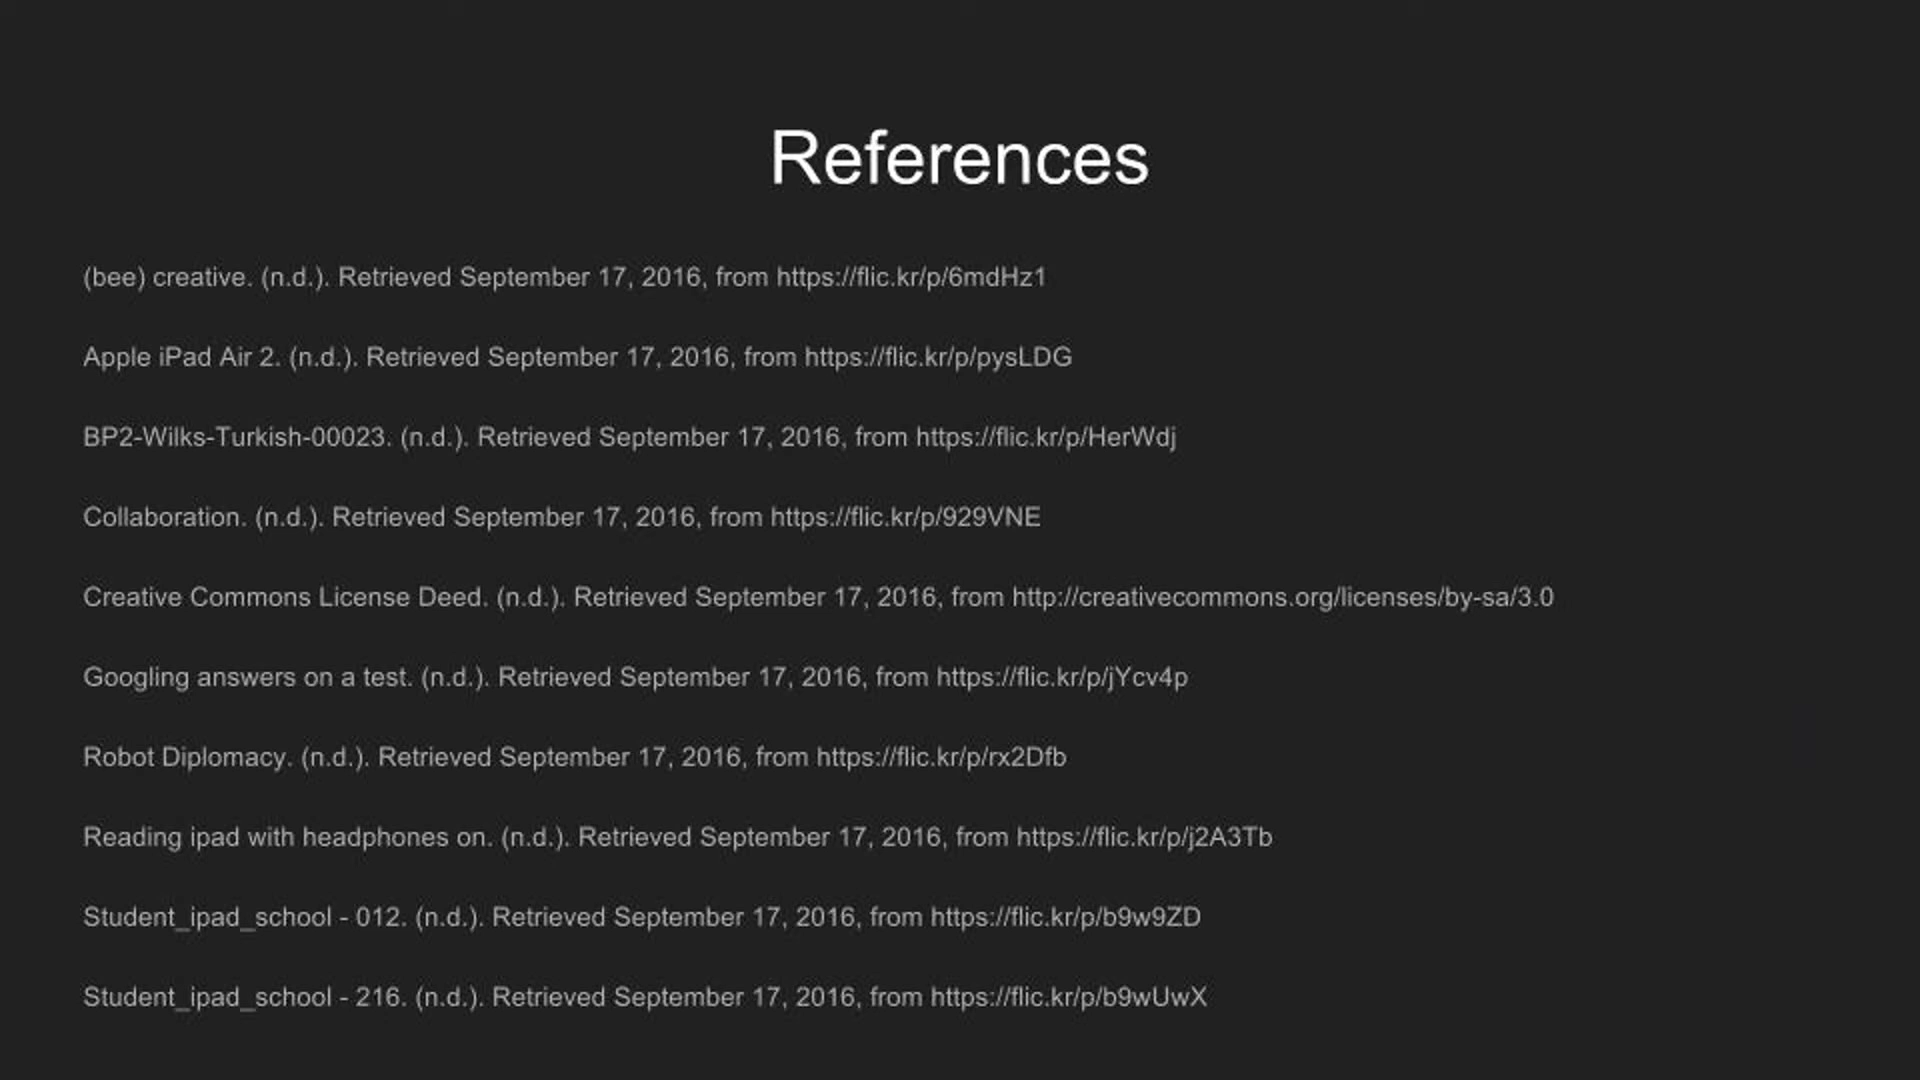 References
(bee) creative. (n.d.). Retrieved September 17, 2016, from https://flic.kr/p/6mdHz1
Apple iPad Air 2. (n.d.). Retrieved September 17, 2016, from https://flic.kr/p/pysLDG
BP2-Wilks-Turkish-00023. (n.d.). Retrieved September 17, 2016, from https://flic.kr/p/HerWdj
Collaboration. (n.d.). Retrieved September 17, 2016, from https://flic.kr/p/929VNE
Creative Commons License Deed. (n.d.). Retrieved September 17, 2016, from http://creativecommons.org/licenses/by-sa/3.0
Googling answers on a test. (n.d.). Retrieved September 17, 2016, from https://flic.kr/p/jYcv4p
Robot Diplomacy. (n.d.). Retrieved September 17, 2016, from https://flic.kr/p/rx2Dfb
Reading ipad with headphones on. (n.d.). Retrieved September 17, 2016, from https://flic.kr/p/j2A3Tb
Student_ipad_school - 012. (n.d.). Retrieved September 17, 2016, from https://flic.kr/p/b9w9ZD
Student_ipad_school - 216. (n.d.). Retrieved September 17, 2016, from https://flic.kr/p/b9wUwX